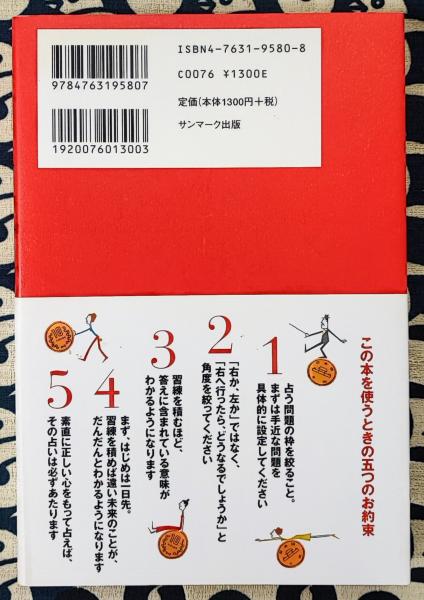 ISBN4-7631-9580-8
C0076 ¥1300E
定価(本体1300円+税)
サンマーク出版
9784763195807
1920076013003
この本を使うときの五つのお約束
1
占う問題の枠を絞ること。
まずは手近な問題を
具体的に設定してください
2
「右か、左か」ではなく、
「右へ行ったら、どうなるでしょうか」と
角度を絞ってください
3
習練を積むほど、
答えに含まれている意味が
わかるようになります
4
まず、はじめは一日先。
習練を積めば遠い未来のことが、
だんだんとわかるようになります
5
素直に正しい心をもって占えば、
その占いは必ずあたります